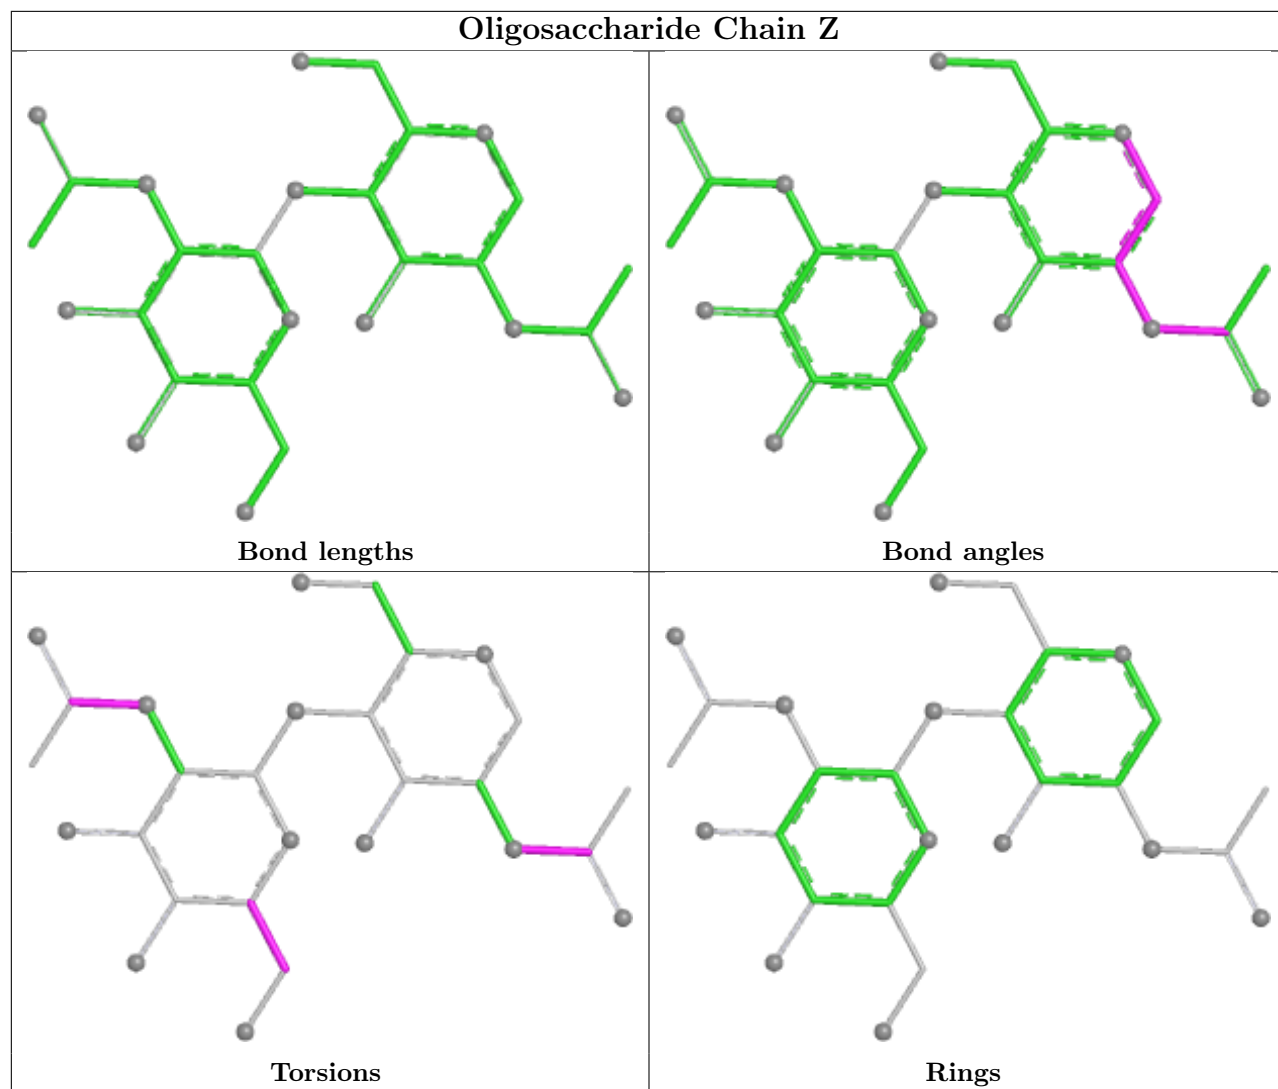 Oligosaccharide Chain Z
Bond lengths
Bond angles
Torsions
Rings